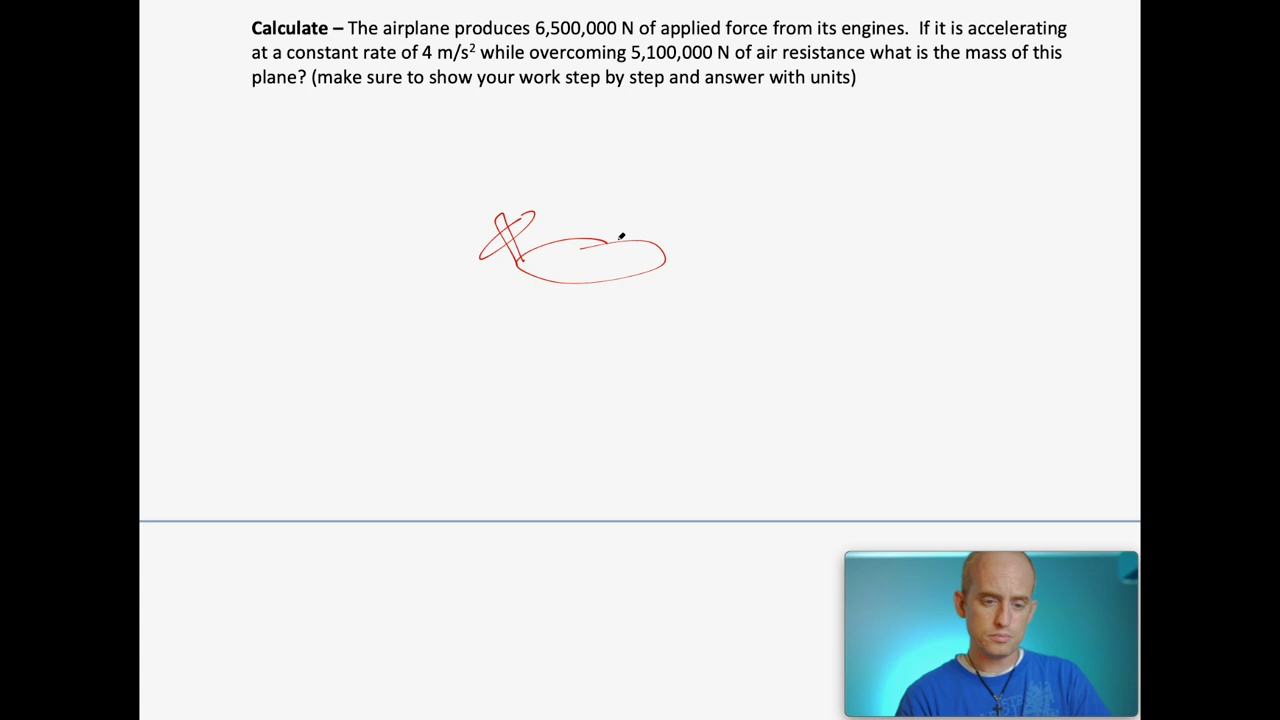 Calculate – The airplane produces 6,500,000 N of applied force from its engines.  If it is accelerating
at a constant rate of 4 m/s² while overcoming 5,100,000 N of air resistance what is the mass of this
plane? (make sure to show your work step by step and answer with units)